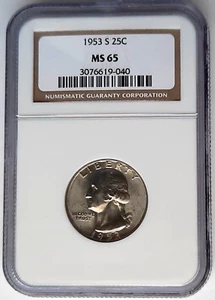 1953 S 25C
MS 65
3076619-040
NUMISMATIC GUARANTY CORPORATION
LIBERTY
IN GOD WE
TRUST
1953